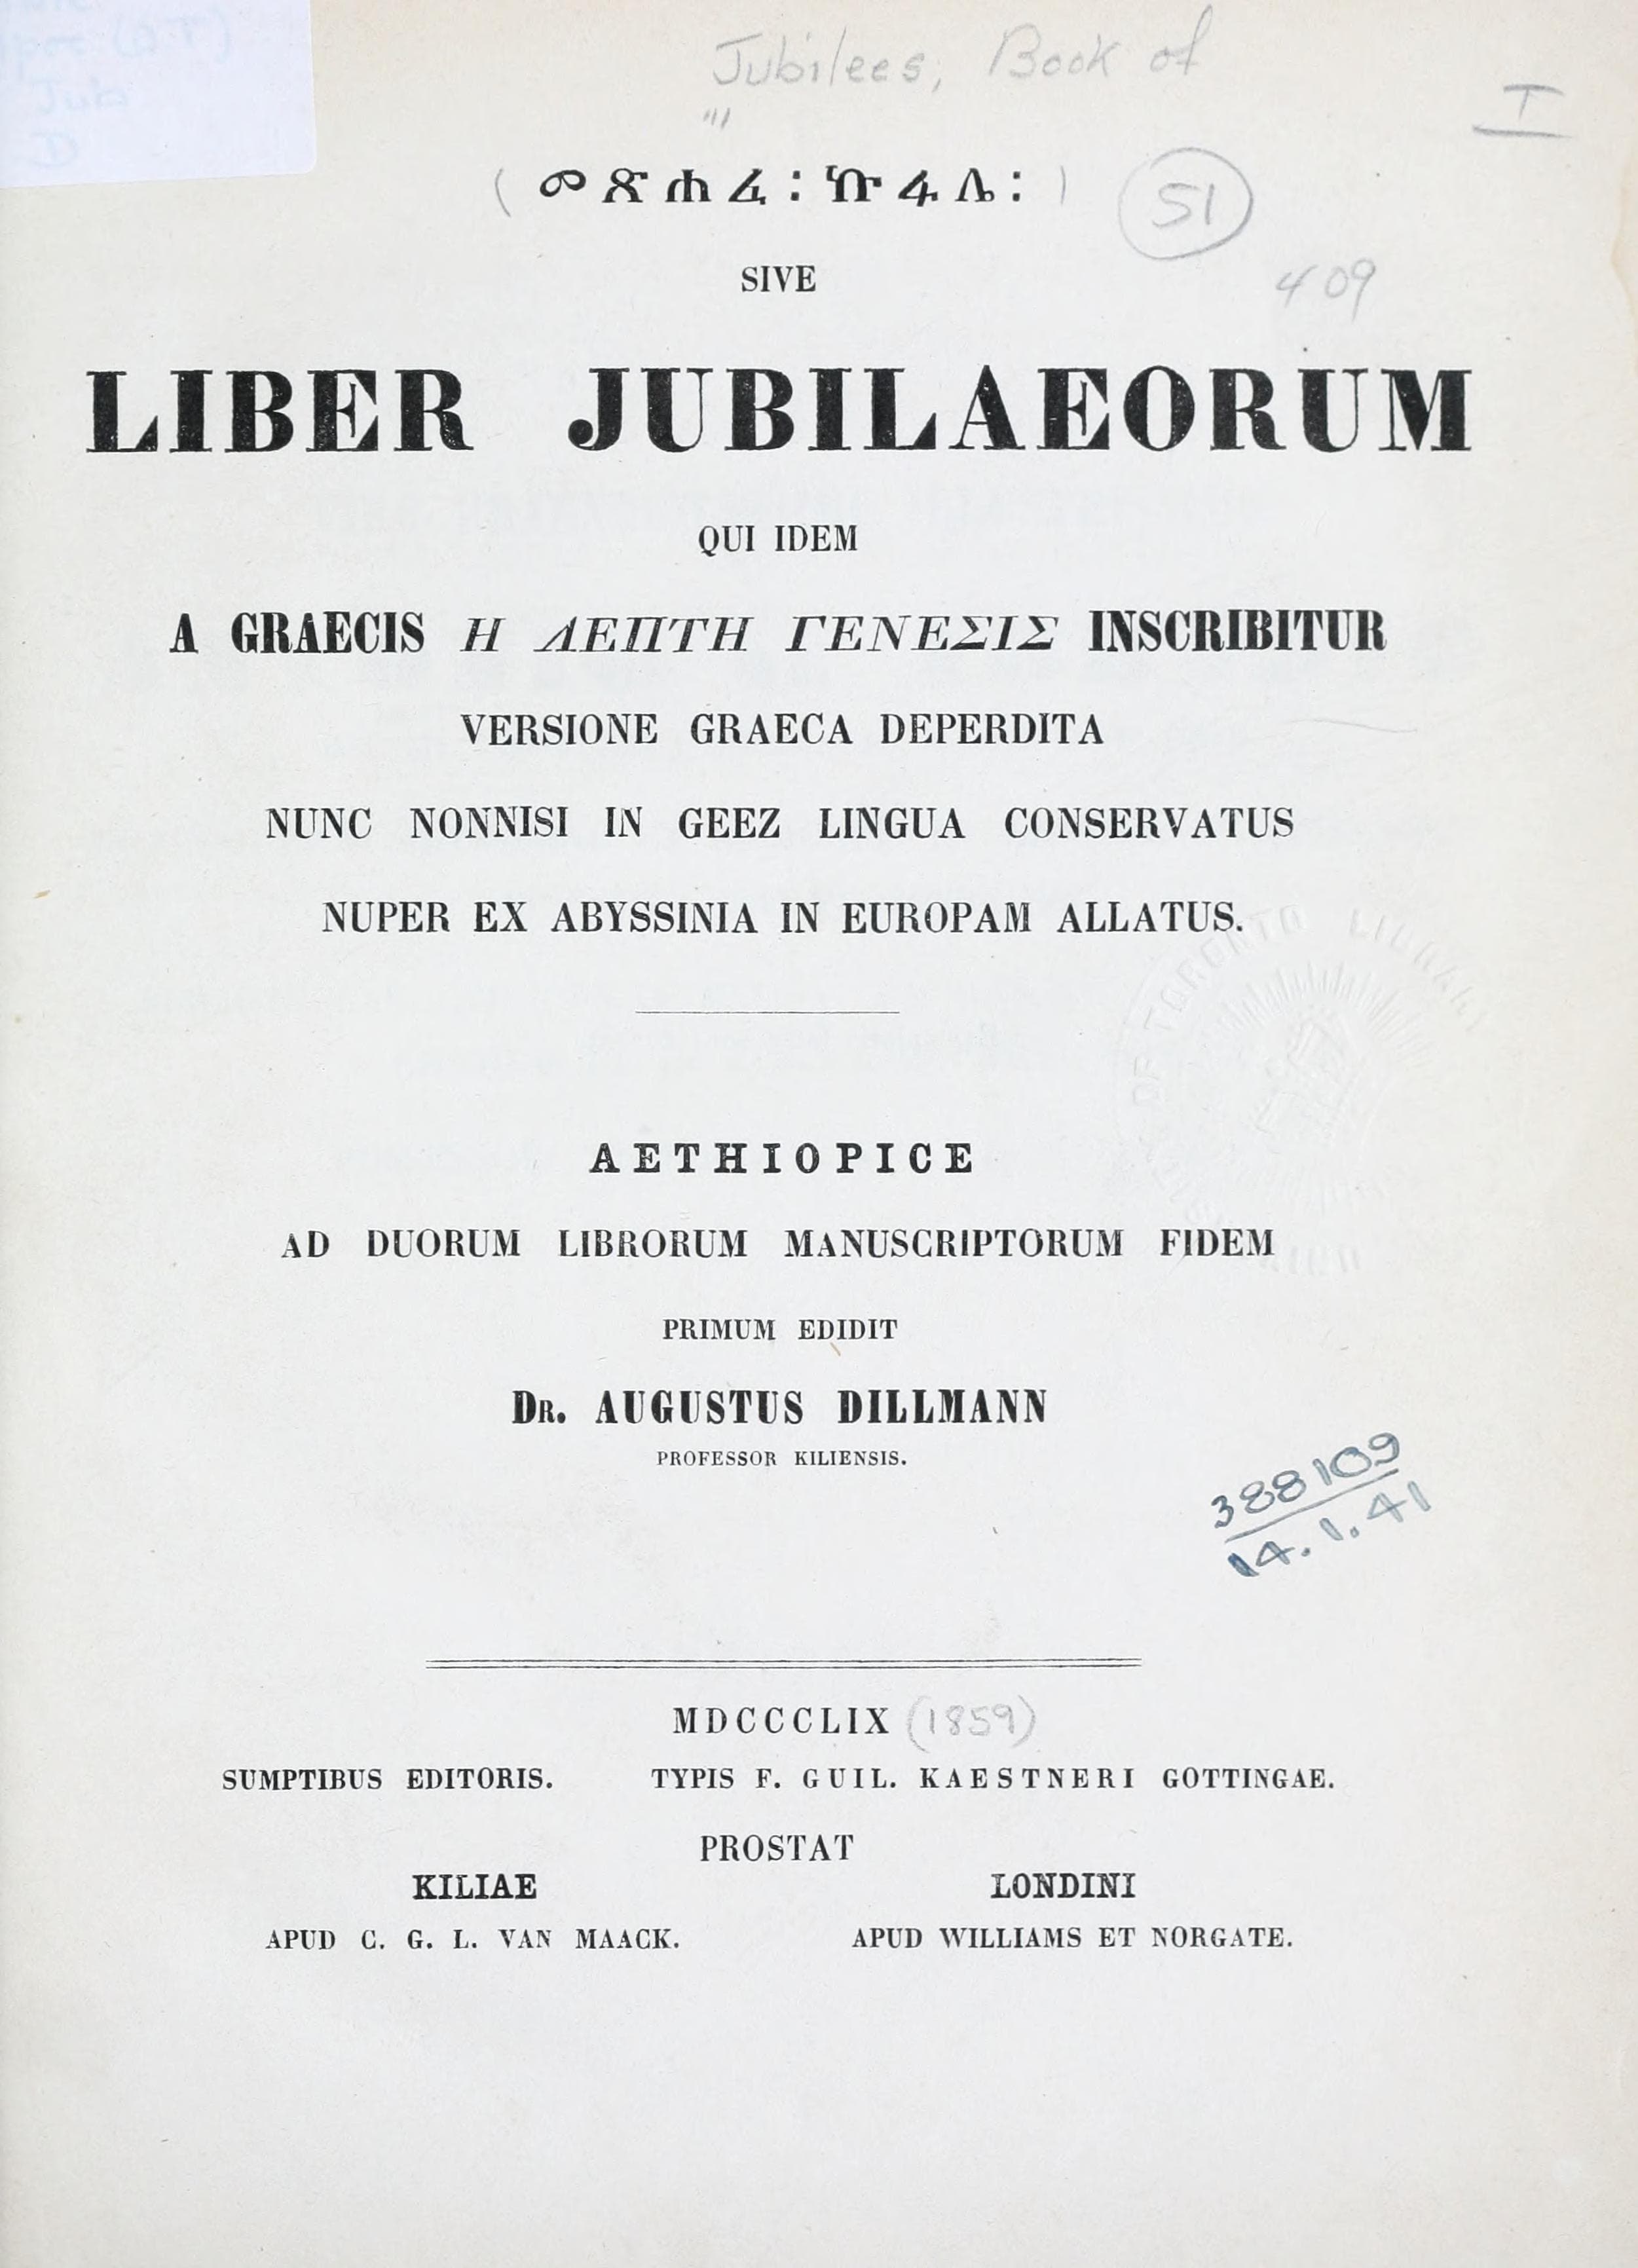 Jubilees, Book of
I
(መጽሐፈ፡ኩፋሌ፡)
51
SIVE
409
LIBER JUBILAEORUM
QUI IDEM
A GRAECIS Η ΛΕΠΤΗ ΓΕΝΕΣΙΣ INSCRIBITUR
VERSIONE GRAECA DEPERDITA
NUNC NONNISI IN GEEZ LINGUA CONSERVATUS
NUPER EX ABYSSINIA IN EUROPAM ALLATUS.
OF TORONTO LIBRARY
AETHIOPICE
AD DUORUM LIBRORUM MANUSCRIPTORUM FIDEM
PRIMUM EDIDIT
DR. AUGUSTUS DILLMANN
PROFESSOR KILIENSIS.
388109
14.1.41
MDCCCLIX (1859)
SUMPTIBUS EDITORIS. TYPIS F. GUIL. KAESTNERI GOTTINGAE.
PROSTAT
KILIAE LONDINI
APUD C. G. L. VAN MAACK. APUD WILLIAMS ET NORGATE.